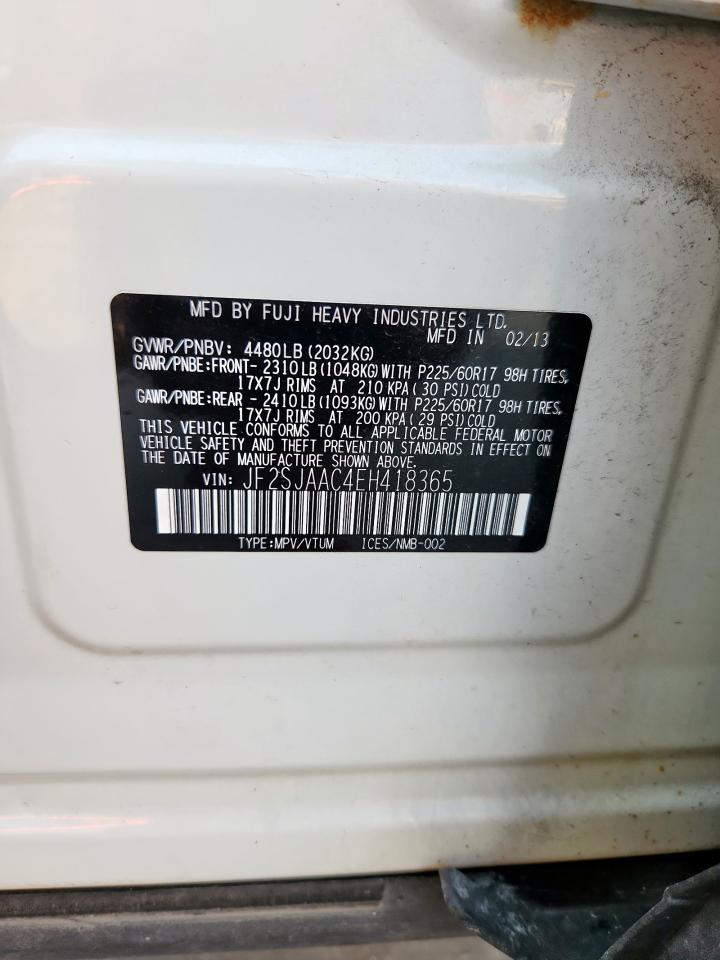 MFD BY FUJI HEAVY INDUSTRIES LTD.
MFD IN 02/13
GVWR/PNBV: 4480LB(2032KG)
GAWR/PNBE:FRONT- 2310LB(1048KG)WITH P225/60R17 98H TIRES,
17X7J RIMS AT 210 KPA(30 PSI)COLD
GAWR/PNBE:REAR - 2410LB(1093KG)WITH P225/60R17 98H TIRES,
17X7J RIMS AT 200 KPA(29 PSI)COLD
THIS VEHICLE CONFORMS TO ALL APPLICABLE FEDERAL MOTOR
VEHICLE SAFETY AND THEFT PREVENTION STANDARDS IN EFFECT ON
THE DATE OF MANUFACTURE SHOWN ABOVE.
VIN: JF2SJAAC4EH418365
TYPE:MPV/VTUM ICES/NMB-002